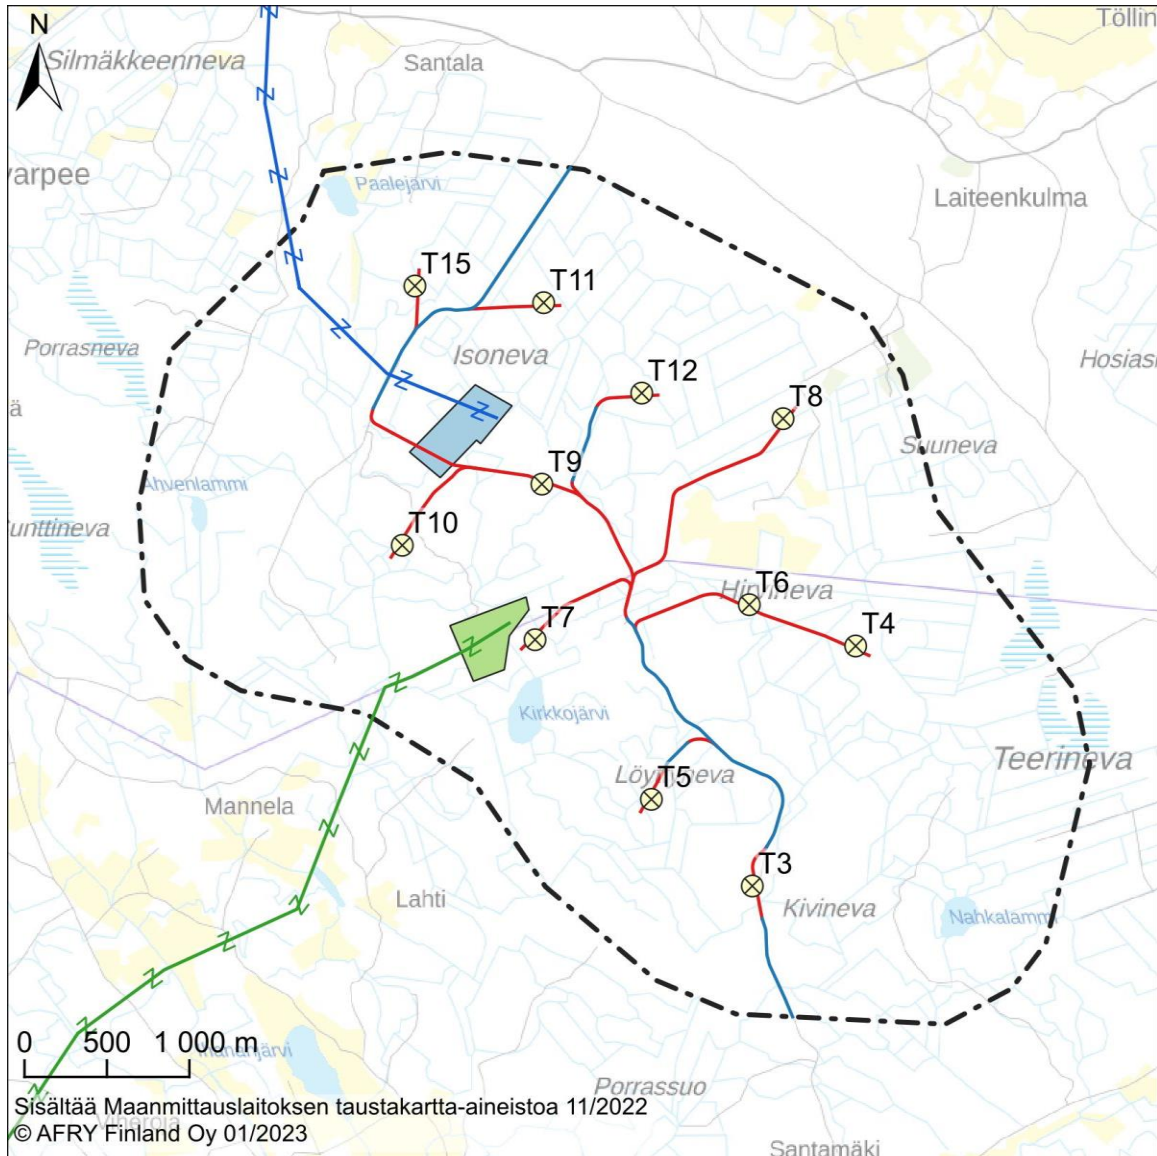 N
Töllin
Silmäkkeenneva
Santala
varpee
Paalejärvi
Laiteenkulma
T15
T11
Porrasneva
Isoneva
Hosias
T12
T8
ä
Suuneva
T9
Ahvenlammi
T10
unttineva
Hirvineva
T6
T7
T4
Kirkkojärvi
Teerineva
T5
Mannela
T3
Lahti
Kivineva
Nahkalammi
0 500 1 000 m
Porrassuo
Sisältää Maanmittauslaitoksen taustakartta-aineistoa 11/2022
© AFRY Finland Oy 01/2023
Santamäki